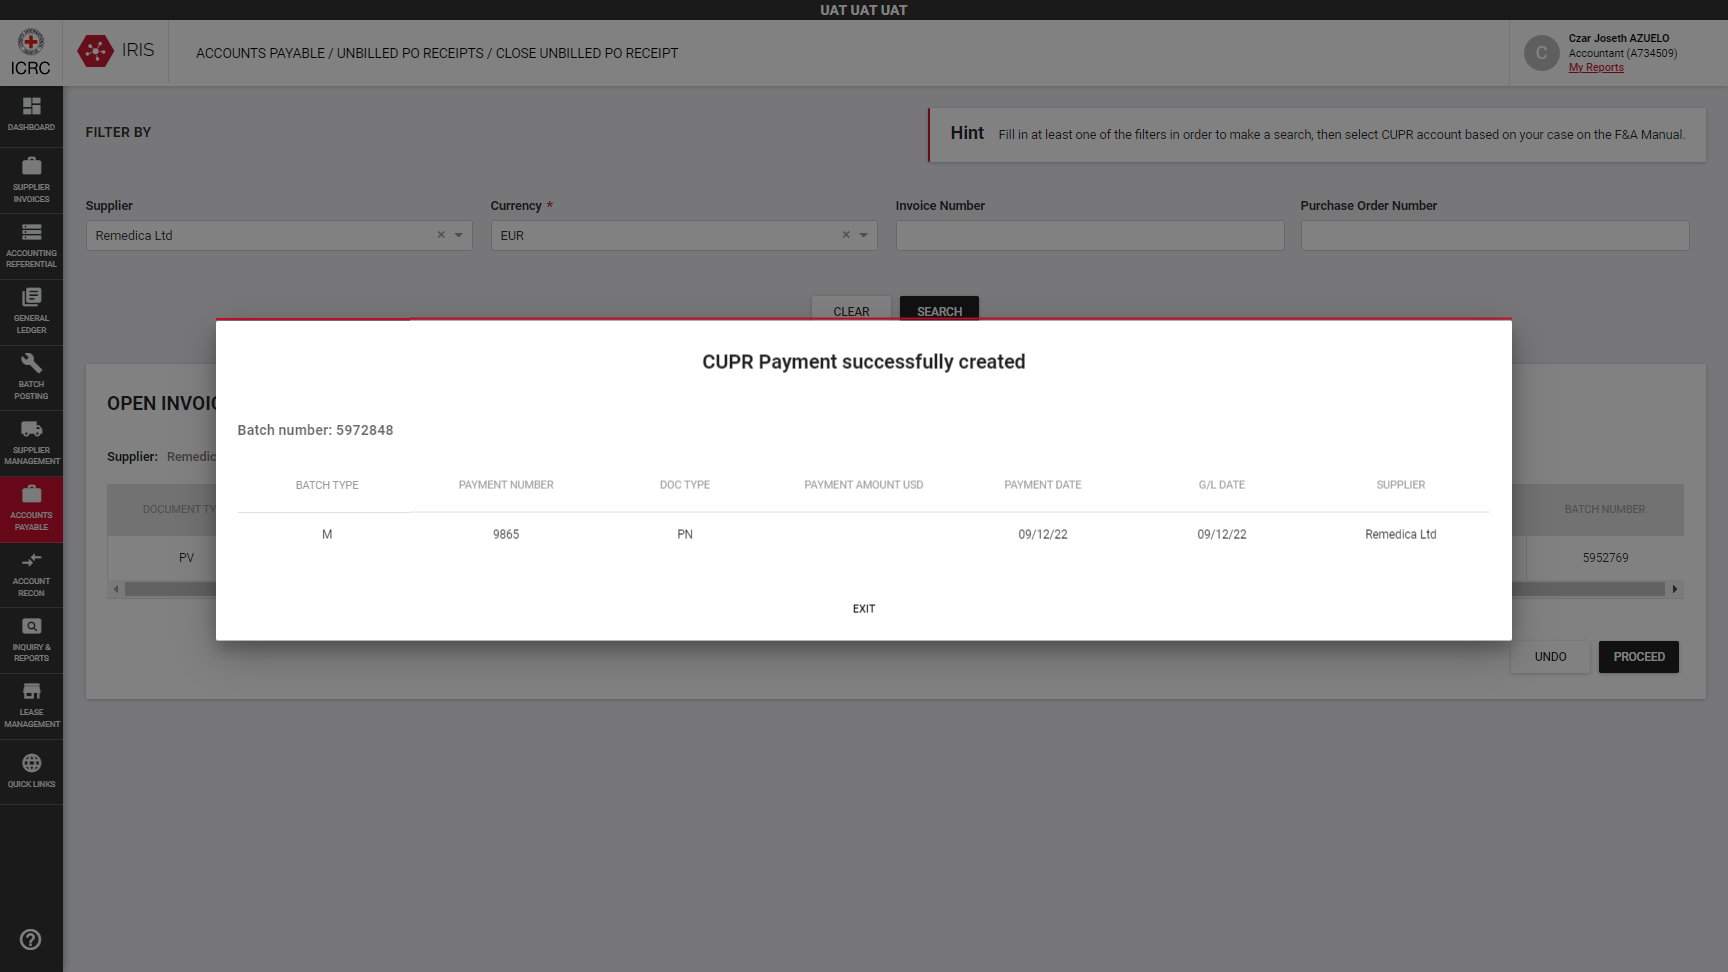 UAT UAT UAT
ICRC
IRIS
ACCOUNTS PAYABLE / UNBILLED PO RECEIPTS / CLOSE UNBILLED PO RECEIPT
C
Czar Joseth AZUELO
Accountant (A734509)
My Reports
DASHBOARD
SUPPLIER
INVOICES
ACCOUNTING
REFERENTIAL
GENERAL
LEDGER
BATCH
POSTING
SUPPLIER
MANAGEMENT
ACCOUNTS
PAYABLE
ACCOUNT
RECON
INQUIRY &
REPORTS
LEASE
MANAGEMENT
QUICK LINKS
FILTER BY
Hint Fill in at least one of the filters in order to make a search, then select CUPR account based on your case on the F&A Manual.
Supplier Currency * Invoice Number Purchase Order Number
Remedica Ltd EUR
CLEAR SEARCH
CUPR Payment successfully created
Batch number: 5972848
BATCH TYPE PAYMENT NUMBER DOC TYPE PAYMENT AMOUNT USD PAYMENT DATE G/L DATE SUPPLIER
M 9865 PN 09/12/22 09/12/22 Remedica Ltd
EXIT
OPEN INVOIC
Supplier: Remedic
DOCUMENT TY BATCH NUMBER
PV 5952769
UNDO PROCEED